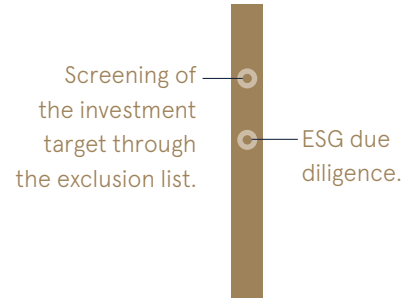 Screening of
the investment
target through
the exclusion list.
ESG due
diligence.